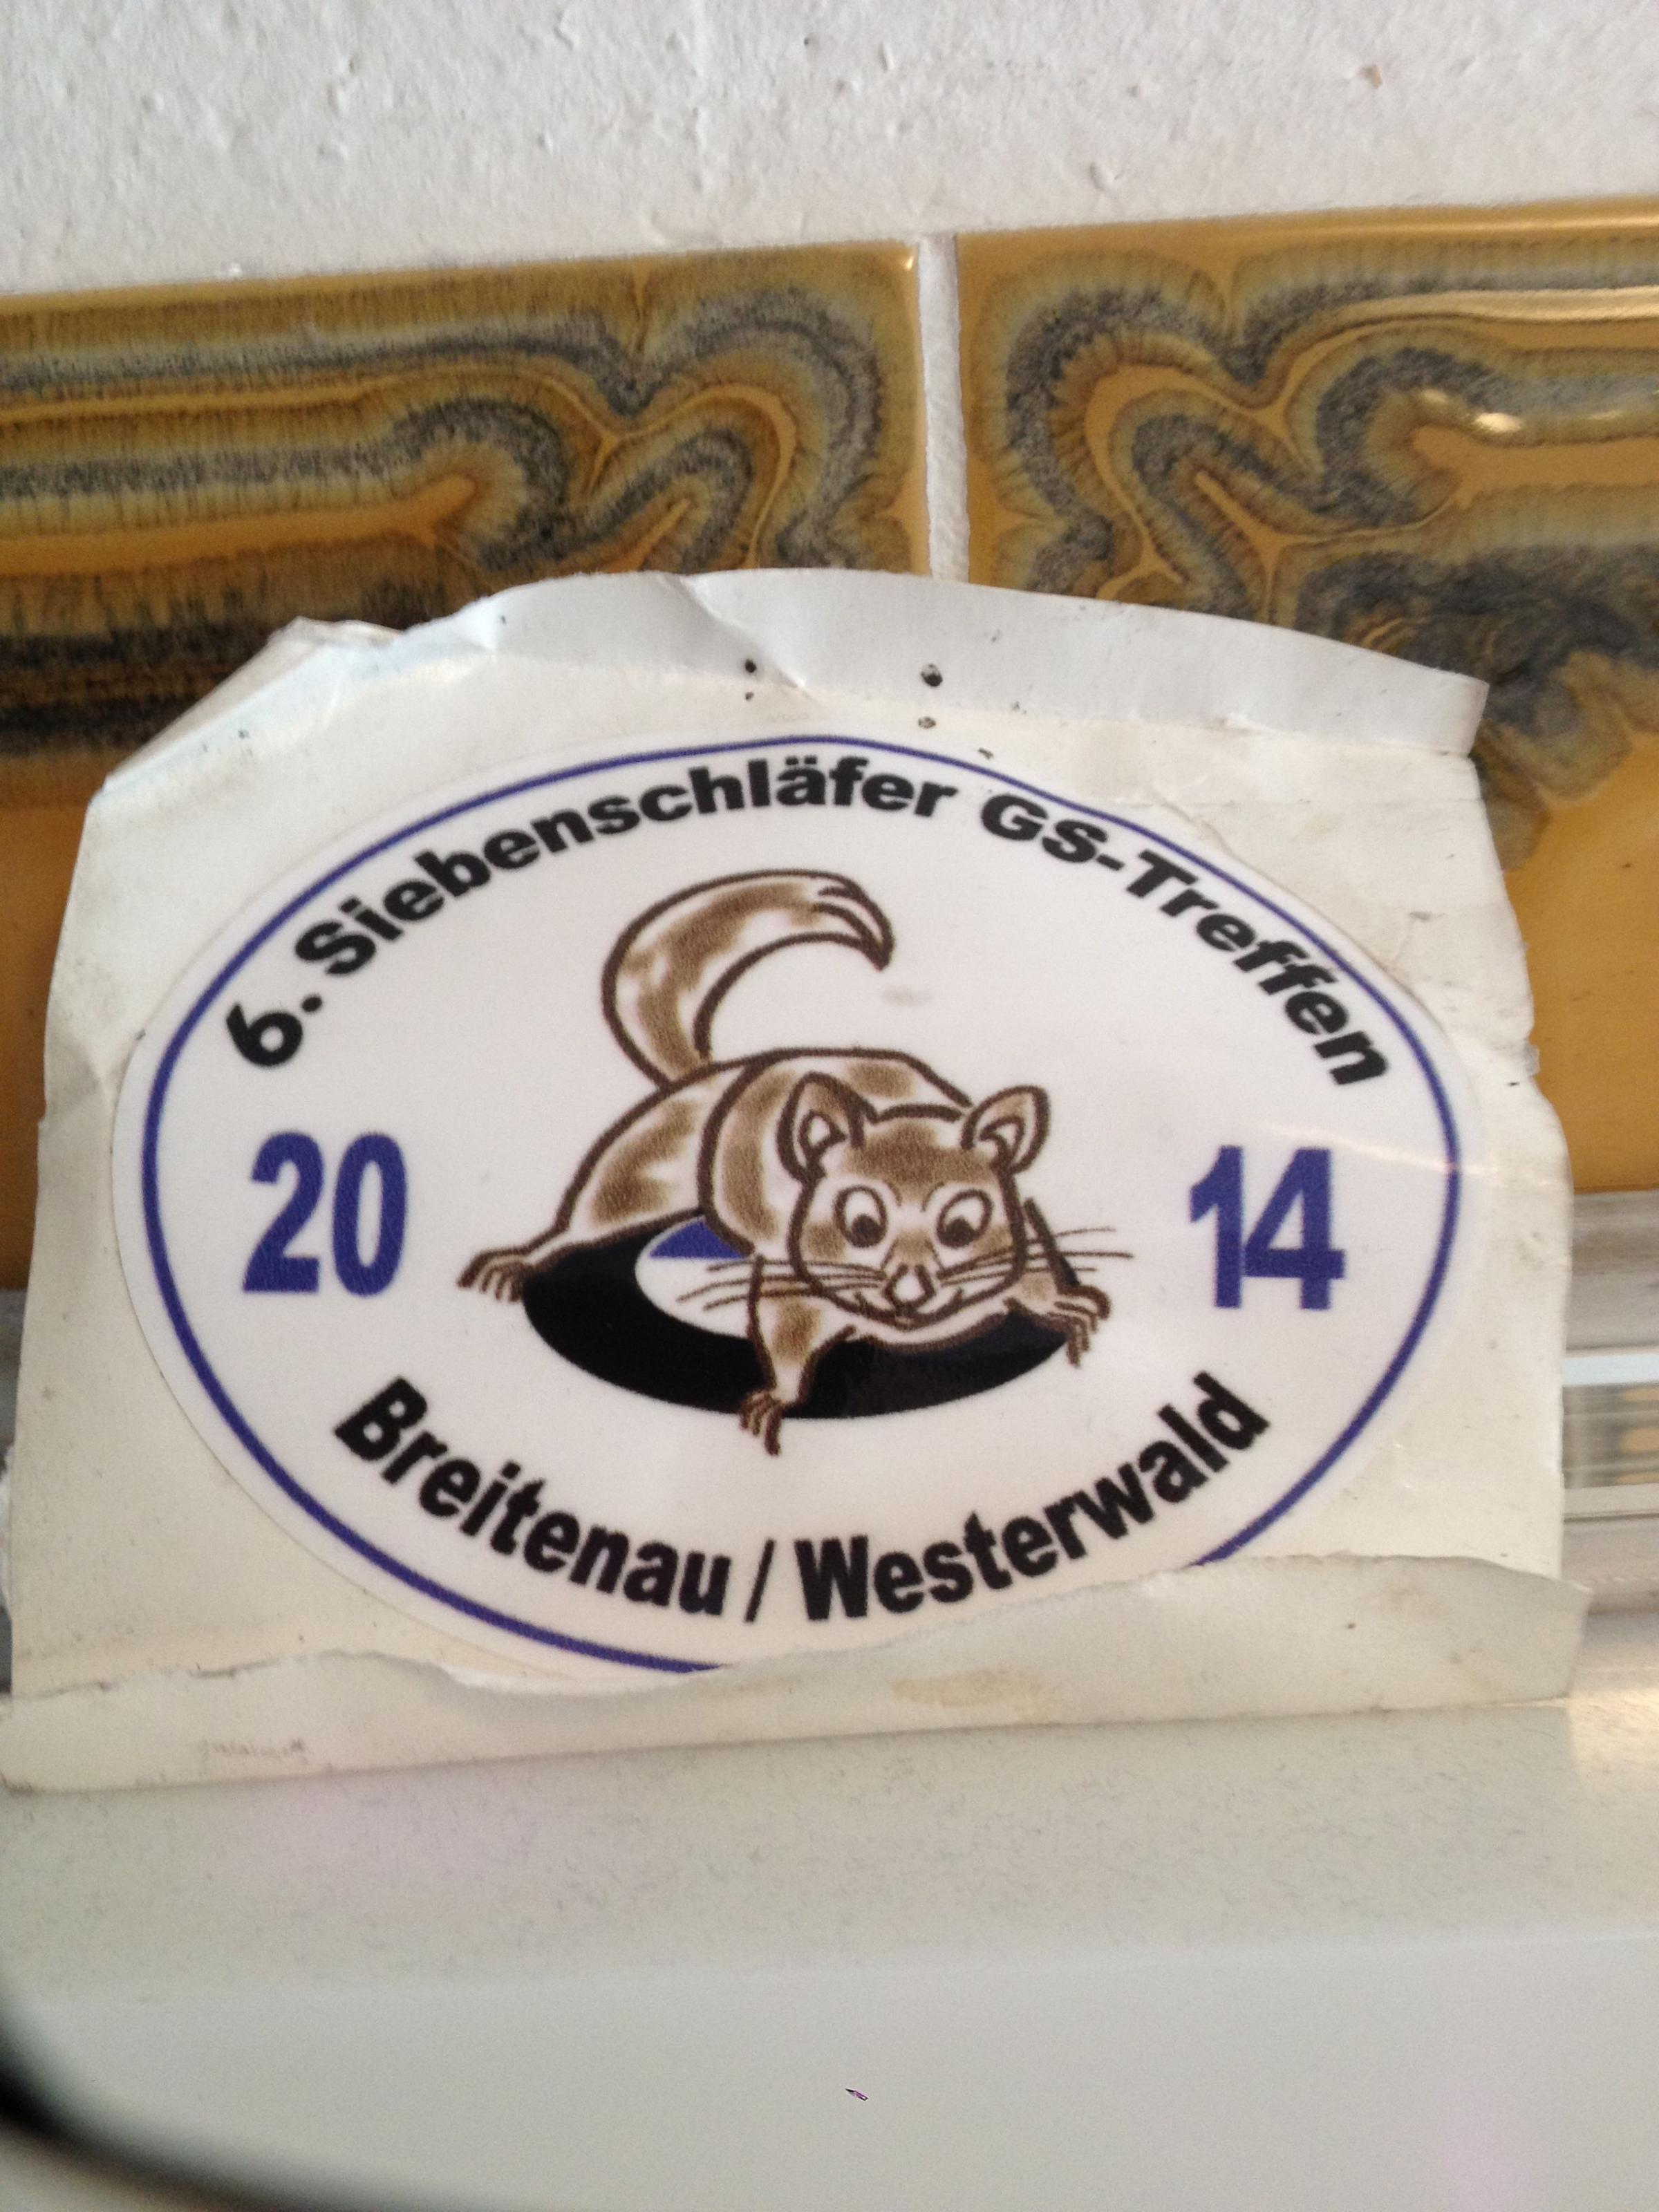 6. Siebenschläfer GS-Treffen
20 14
Breitenau / Westerwald